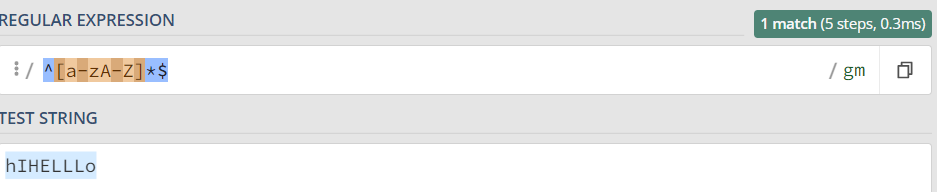 REGULAR EXPRESSION
1 match (5 steps, 0.3ms)
/ ^[a-zA-Z]*$ / gm
TEST STRING
hIHELLLo